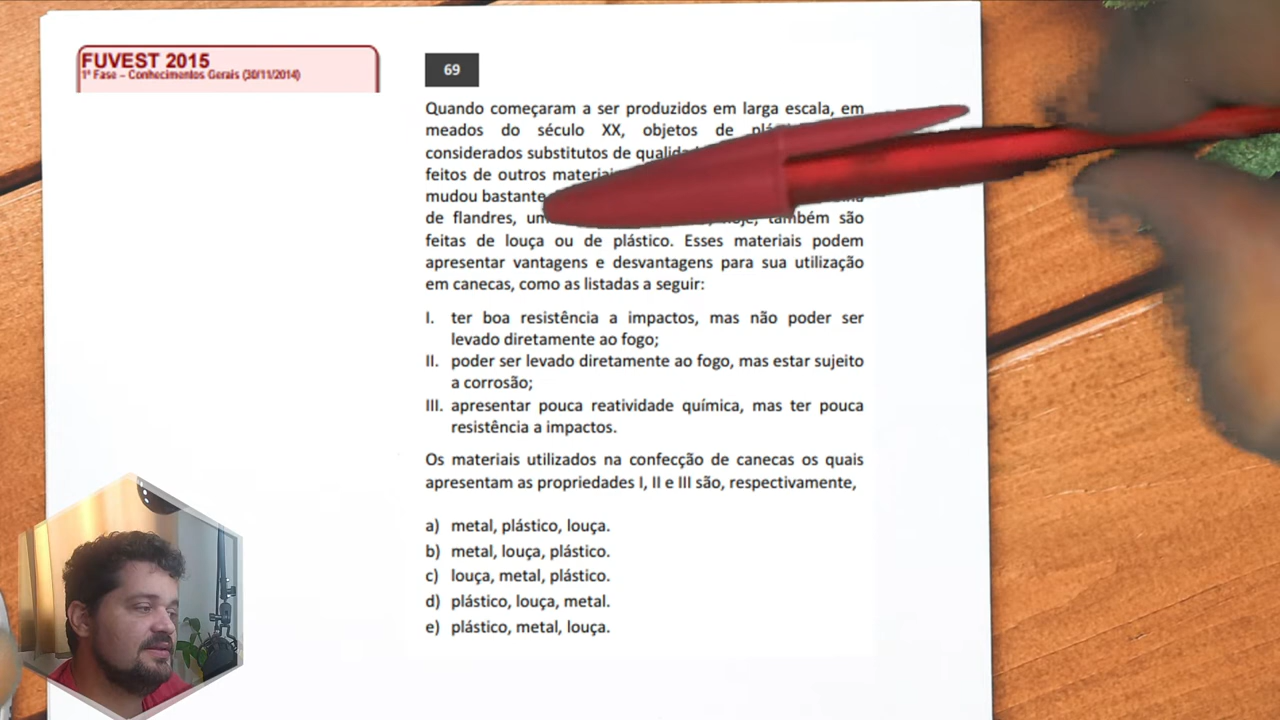 FUVEST 2015
1ª Fase – Conhecimentos Gerais (30/11/2014)
69
Quando começaram a ser produzidos em larga escala, em
meados do século XX, objetos de
considerados substitutos de
feitos de outros
mudou bastante
de flandres, também são
feitas de louça ou de plástico. Esses materiais podem
apresentar vantagens e desvantagens para sua utilização
em canecas, como as listadas a seguir:
I. ter boa resistência a impactos, mas não poder ser
levado diretamente ao fogo;
II. poder ser levado diretamente ao fogo, mas estar sujeito
a corrosão;
III. apresentar pouca reatividade química, mas ter pouca
resistência a impactos.
Os materiais utilizados na confecção de canecas os quais
apresentam as propriedades I, II e III são, respectivamente,
a) metal, plástico, louça.
b) metal, louça, plástico.
c) louça, metal, plástico.
d) plástico, louça, metal.
e) plástico, metal, louça.